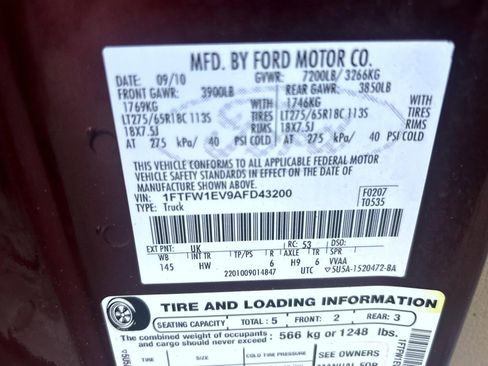 MFD. BY FORD MOTOR CO.
DATE: 09/10 GVWR: 7200LB/ 3266KG
FRONT GAWR: 3900LB REAR GAWR: 3850LB
1769KG WITH 1746KG WITH
LT275/65R18C 113S TIRES LT275/65R18C 113S TIRES
18X7.5J RIMS 18X7.5J RIMS
AT 275 kPa/ 40 PSI COLD AT 275 kPa/ 40 PSI COLD
THIS VEHICLE CONFORMS TO ALL APPLICABLE FEDERAL MOTOR
VEHICLE SAFETY STANDARDS IN EFFECT ON THE DATE OF
MANUFACTURE SHOWN ABOVE.
VIN: 1FTFW1EV9AFD43200 F0207
TYPE: Truck T0535
EXT PNT: UK RC: 53 DSO:
WB TP/PS R AXLE TR SPR
145 HW 6 H9 6 VVAA
2201009014847 UTC 5U5A-1520472-BA
TIRE AND LOADING INFORMATION
SEATING CAPACITY TOTAL: 5 FRONT: 2 REAR: 3
The combined weight of occupants
and cargo should never exceed: 566 kg or 1248 lbs.
TIRE SIZE COLD TIRE PRESSURE SEE OWNERS